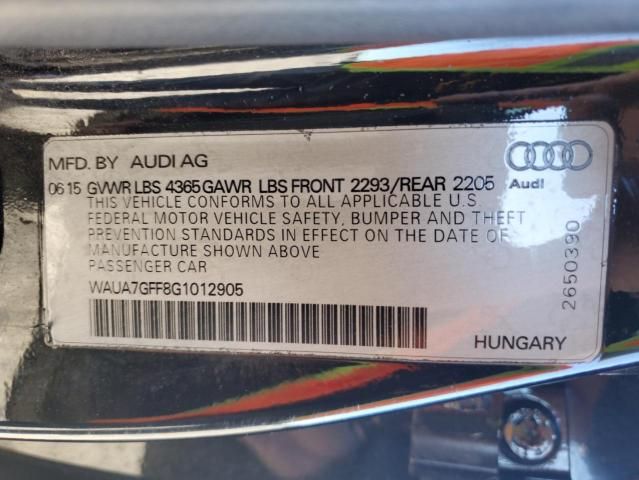 MFD. BY AUDI AG
0615 GVWR LBS 4365 GAWR LBS FRONT 2293/REAR 2205
Audi
THIS VEHICLE CONFORMS TO ALL APPLICABLE U.S.
FEDERAL MOTOR VEHICLE SAFETY, BUMPER AND THEFT
PREVENTION STANDARDS IN EFFECT ON THE DATE OF
MANUFACTURE SHOWN ABOVE
PASSENGER CAR
WAUA7GFF8G1012905
2650390
HUNGARY